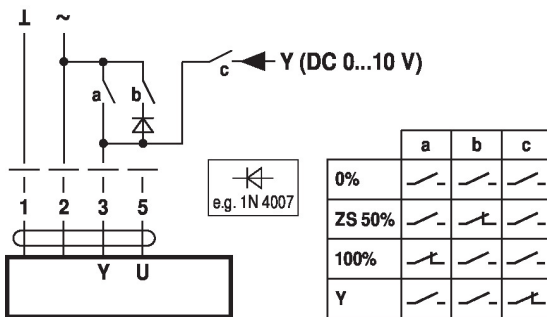 ⊥ ~
a b c Y (DC 0...10 V)
1 2 3 5
Y U
e.g. 1N 4007
a b c
0%
ZS 50%
100%
Y